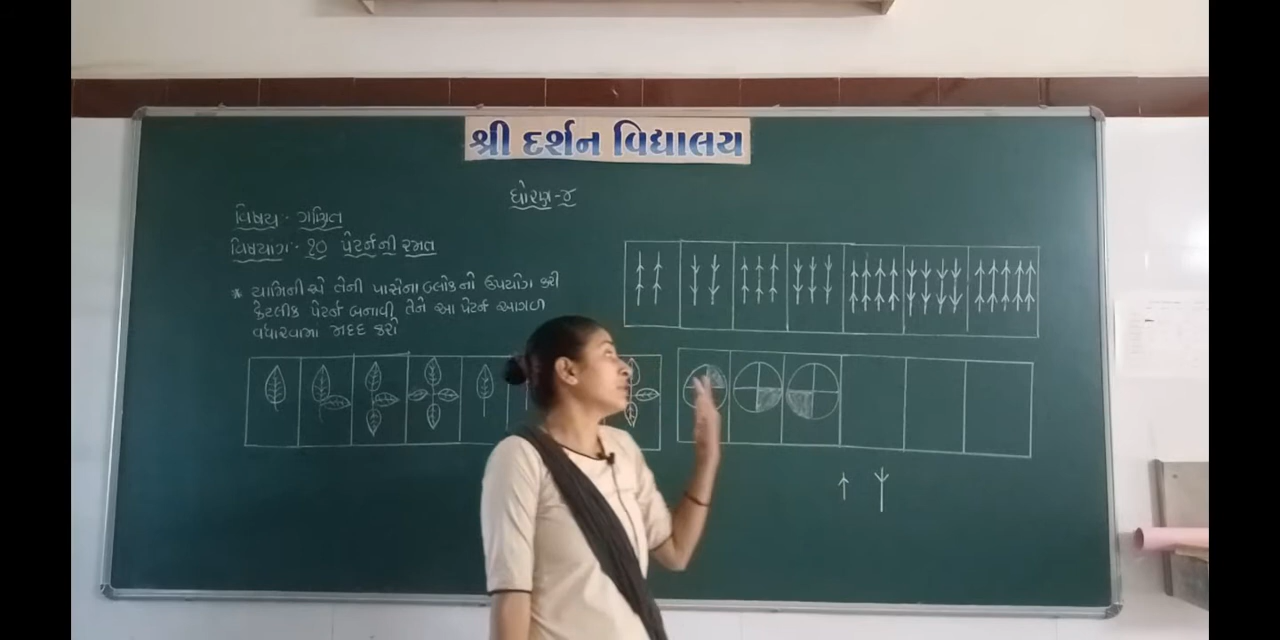 શ્રી દર્શન વિદ્યાલય
ધોરણ-૪
વિષય - ગણિત
વિષયાંગ - ૧૦ પેટર્નની રમત
* યામિનીએ તેની પાસેના બ્લોકનો ઉપયોગ કરી
કેટલીક પેટર્ન બનાવી તેને આ પેટર્ન આગળ
વધારવામાં મદદ કરો